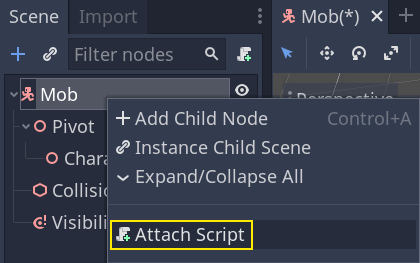 Scene Import
Mob(*)
Filter nodes
Mob
Perspective
Add Child Node Control+A
Pivot
Instance Child Scene
Chara
Expand/Collapse All
Collisio
Visibili
Attach Script